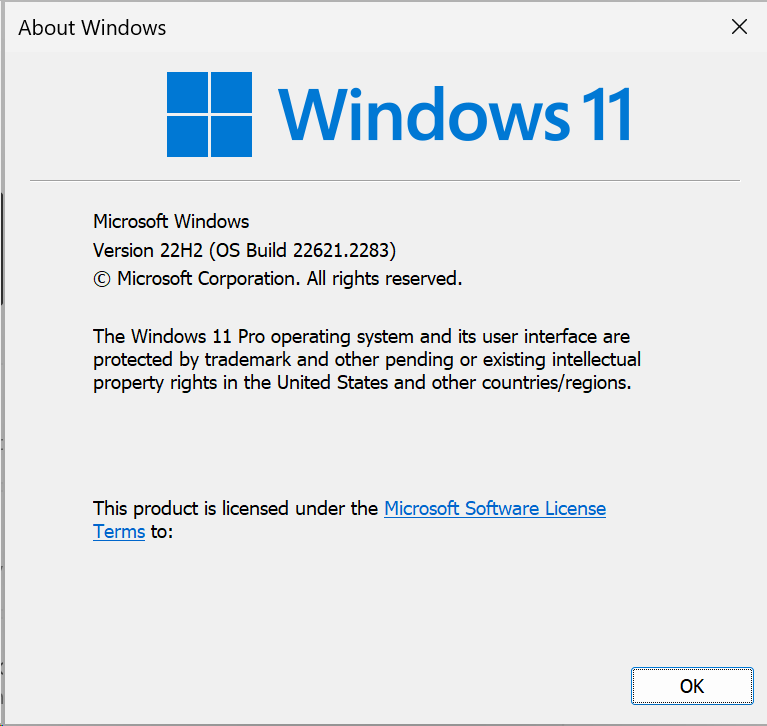 About Windows
Windows 11
Microsoft Windows
Version 22H2 (OS Build 22621.2283)
© Microsoft Corporation. All rights reserved.
The Windows 11 Pro operating system and its user interface are
protected by trademark and other pending or existing intellectual
property rights in the United States and other countries/regions.
This product is licensed under the Microsoft Software License
Terms to:
OK